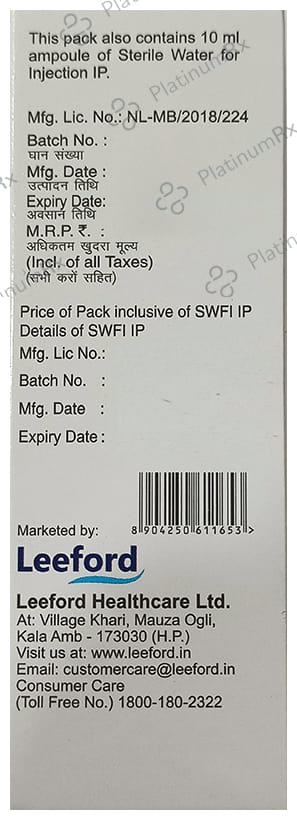 This pack also contains 10 ml
ampoule of Sterile Water for
Injection IP.
Mfg. Lic. No.: NL-MB/2018/224
Batch No. :
घान संख्या
Mfg. Date :
उत्पादन तिथि
Expiry Date:
अवसान तिथि
M.R.P. ₹. :
अधिकतम खुदरा मूल्य
(Incl. of all Taxes)
(सभी करों सहित)
Price of Pack inclusive of SWFI IP
Details of SWFI IP
Mfg. Lic No.:
Batch No. :
Mfg. Date :
Expiry Date :
8 904250 611653 >
Marketed by:
Leeford
Leeford Healthcare Ltd.
At: Village Khari, Mauza Ogli,
Kala Amb - 173030 (H.P.)
Visit us at: www.leeford.in
Email: customercare@leeford.in
Consumer Care
(Toll Free No.) 1800-180-2322
PlatinumRx
PlatinumRx
PlatinumRx